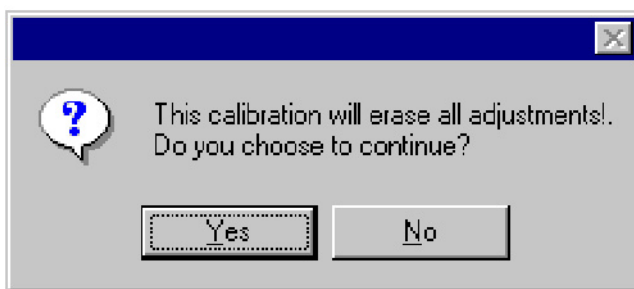 This calibration will erase all adjustments!.
Do you choose to continue?
Yes
No